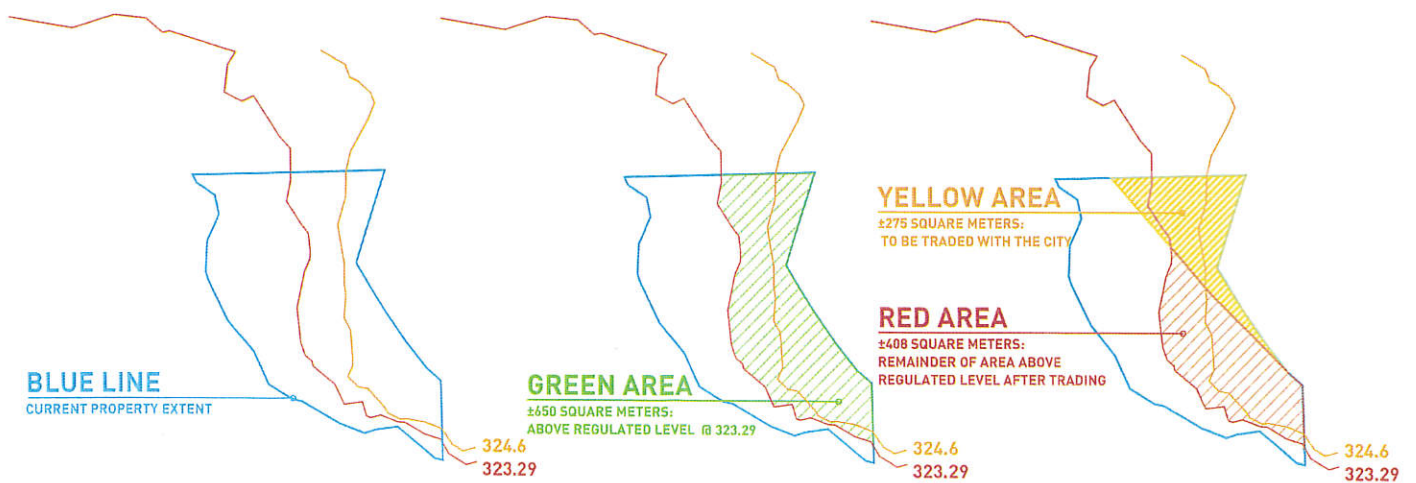 BLUE LINE
CURRENT PROPERTY EXTENT
324.6
323.29
GREEN AREA
±650 SQUARE METERS:
ABOVE REGULATED LEVEL @ 323.29
324.6
323.29
YELLOW AREA
±275 SQUARE METERS:
TO BE TRADED WITH THE CITY
RED AREA
±408 SQUARE METERS:
REMAINDER OF AREA ABOVE
REGULATED LEVEL AFTER TRADING
324.6
323.29